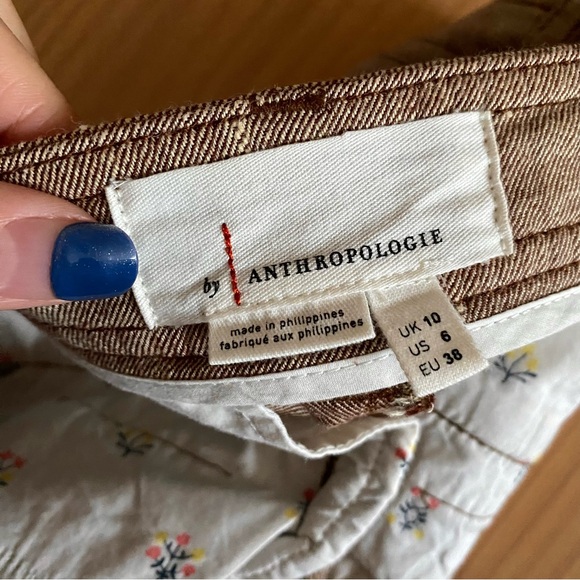 by ANTHROPOLOGIE
made in philippines
fabriqué aux philippines
UK 10
US 6
EU 38